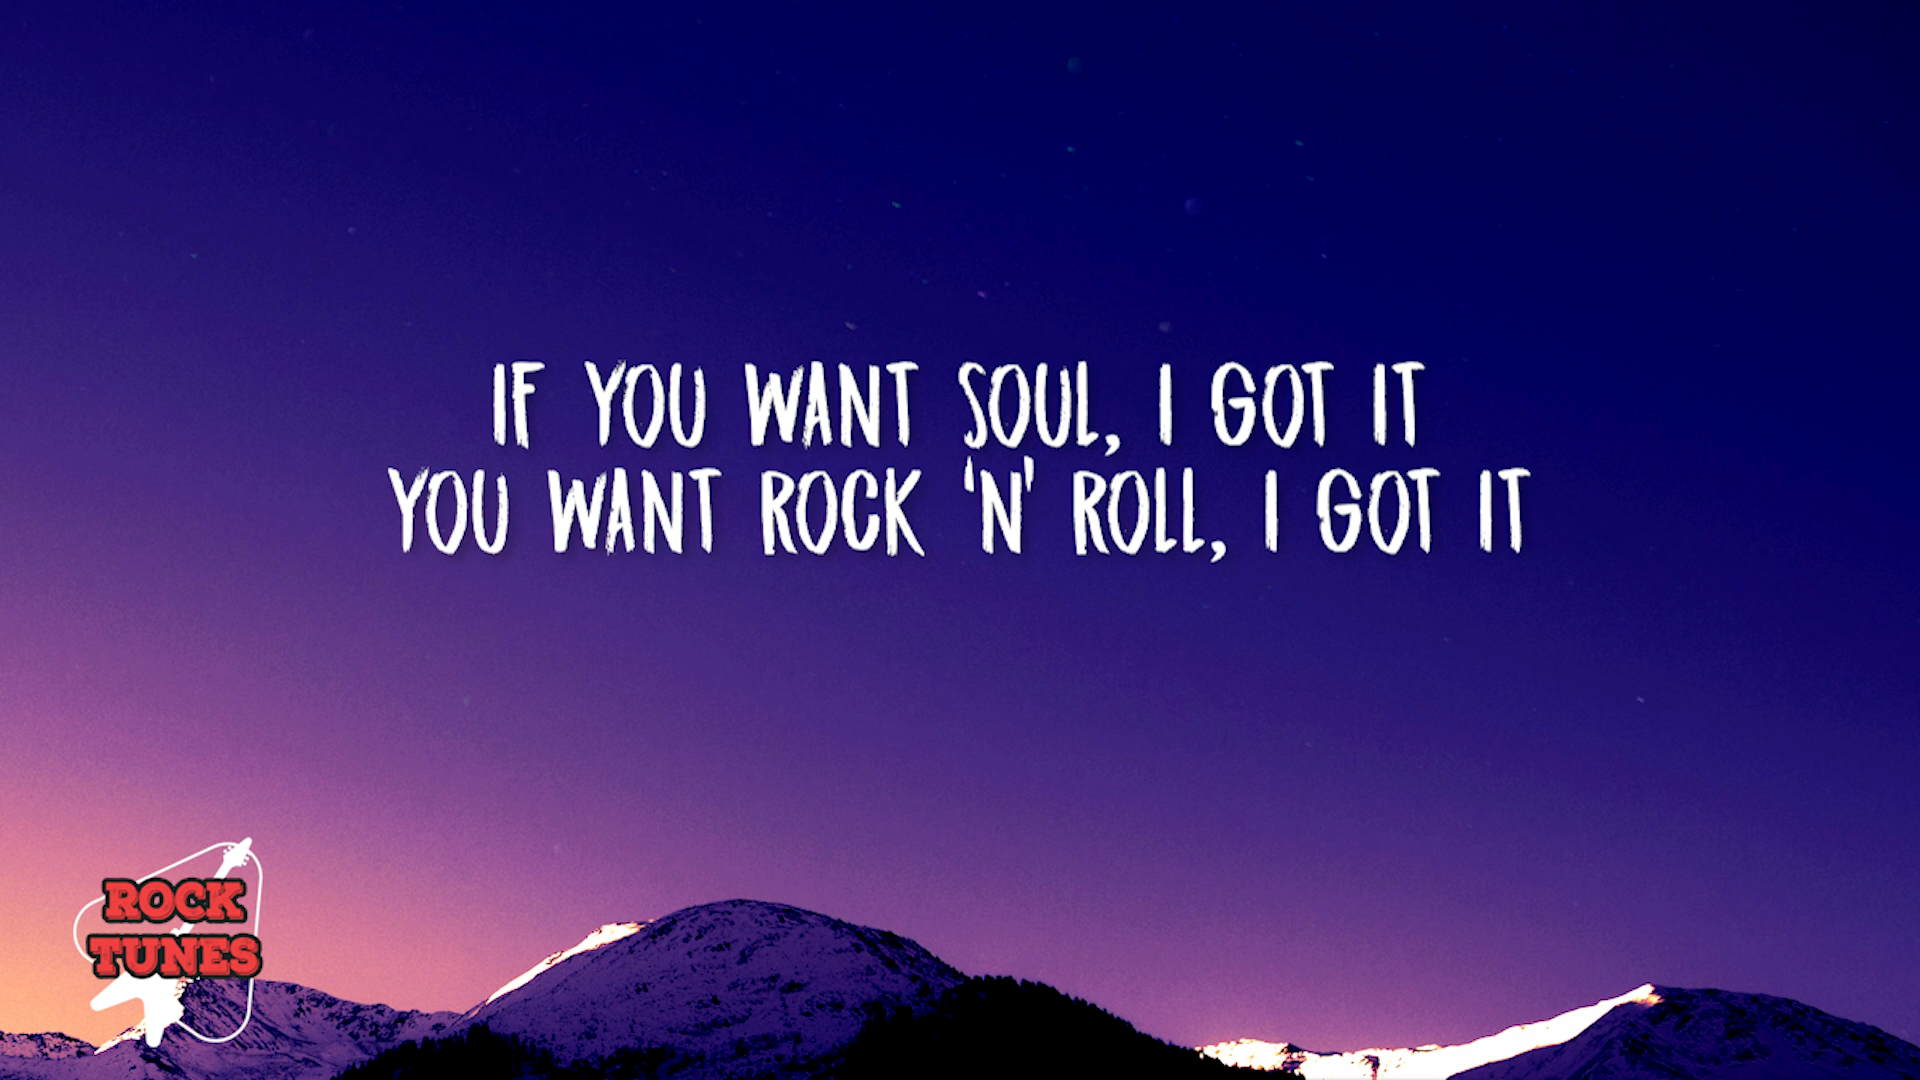 IF YOU WANT SOUL, I GOT IT
YOU WANT ROCK 'N' ROLL, I GOT IT
ROCK
TUNES